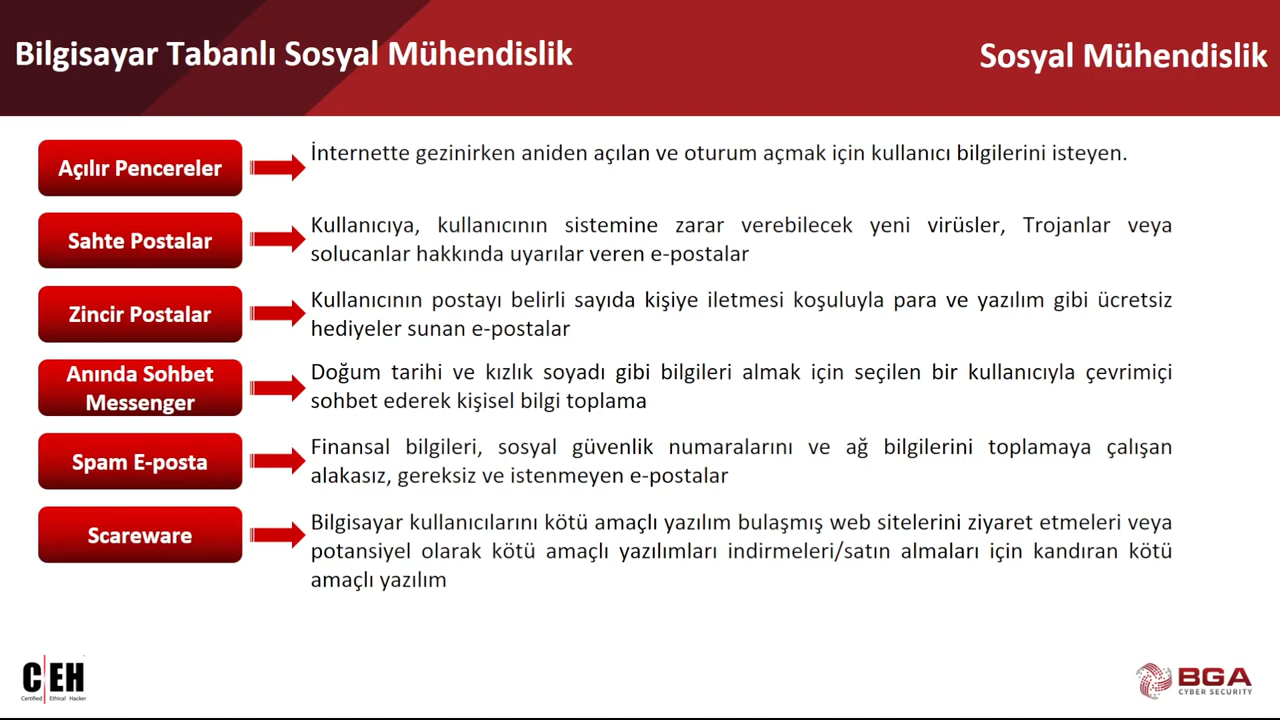 Bilgisayar Tabanlı Sosyal Mühendislik
Sosyal Mühendislik
Açılır Pencereler
İnternette gezinirken aniden açılan ve oturum açmak için kullanıcı bilgilerini isteyen.
Sahte Postalar
Kullanıcıya, kullanıcının sistemine zarar verebilecek yeni virüsler, Trojanlar veya
solucanlar hakkında uyarılar veren e-postalar
Zincir Postalar
Kullanıcının postayı belirli sayıda kişiye iletmesi koşuluyla para ve yazılım gibi ücretsiz
hediyeler sunan e-postalar
Anında Sohbet
Messenger
Doğum tarihi ve kızlık soyadı gibi bilgileri almak için seçilen bir kullanıcıyla çevrimiçi
sohbet ederek kişisel bilgi toplama
Spam E-posta
Finansal bilgileri, sosyal güvenlik numaralarını ve ağ bilgilerini toplamaya çalışan
alakasız, gereksiz ve istenmeyen e-postalar
Scareware
Bilgisayar kullanıcılarını kötü amaçlı yazılım bulaşmış web sitelerini ziyaret etmeleri veya
potansiyel olarak kötü amaçlı yazılımları indirmeleri/satın almaları için kandıran kötü
amaçlı yazılım
C|EH
Certified Ethical Hacker
BGA
CYBER SECURITY